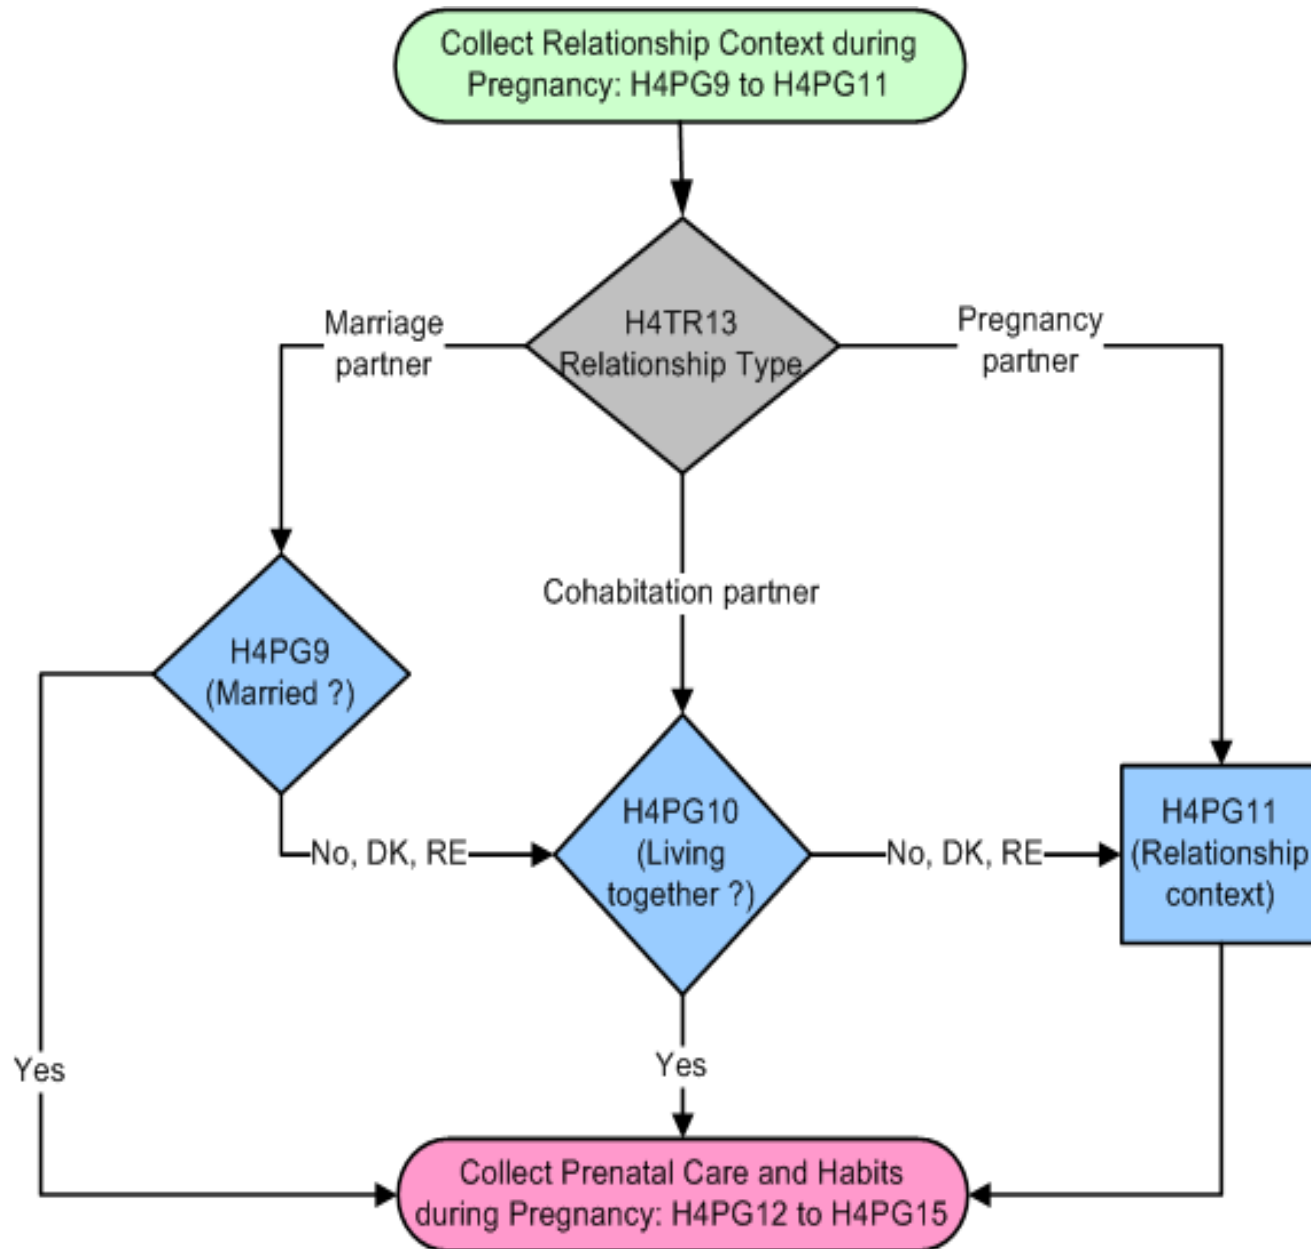 Collect Relationship Context during
Pregnancy: H4PG9 to H4PG11
H4TR13
Relationship Type
Marriage
partner
Pregnancy
partner
Cohabitation partner
H4PG9
(Married ?)
H4PG10
(Living
together ?)
H4PG11
(Relationship
context)
No, DK, RE
No, DK, RE
Yes
Yes
Collect Prenatal Care and Habits
during Pregnancy: H4PG12 to H4PG15